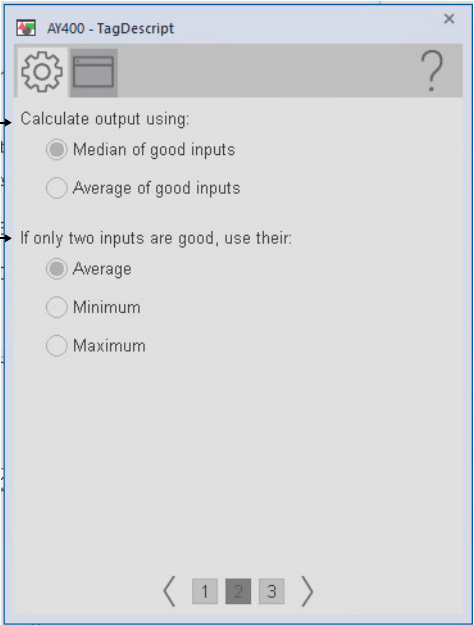 AY400 - TagDescript
×
?
Calculate output using:
Median of good inputs
Average of good inputs
If only two inputs are good, use their:
Average
Minimum
Maximum
1 2 3